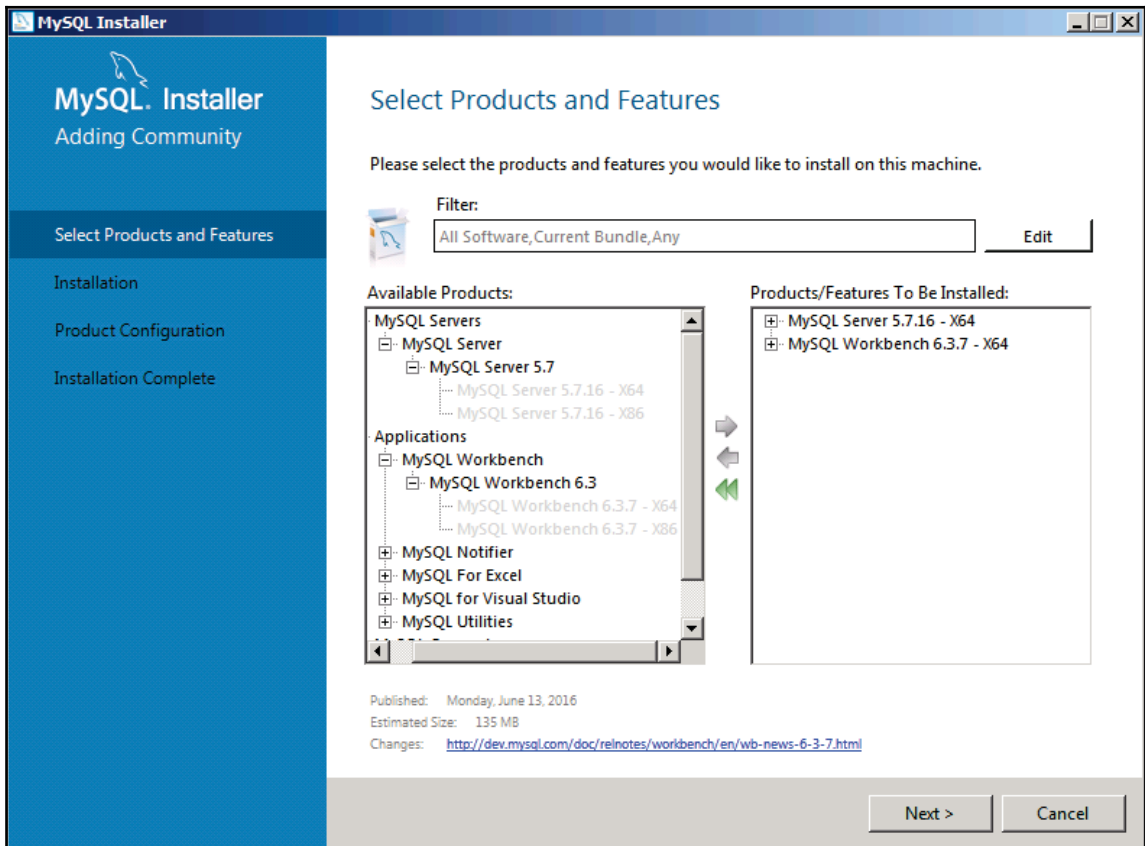 MySQL Installer
MySQL. Installer
Adding Community
Select Products and Features
Installation
Product Configuration
Installation Complete
Select Products and Features
Please select the products and features you would like to install on this machine.
Filter:
All Software,Current Bundle,Any
Edit
Available Products:
MySQL Servers
MySQL Server
MySQL Server 5.7
MySQL Server 5.7.16 - X64
MySQL Server 5.7.16 - X86
Applications
MySQL Workbench
MySQL Workbench 6.3
MySQL Workbench 6.3.7 - X64
MySQL Workbench 6.3.7 - X86
MySQL Notifier
MySQL For Excel
MySQL for Visual Studio
MySQL Utilities
Products/Features To Be Installed:
MySQL Server 5.7.16 - X64
MySQL Workbench 6.3.7 - X64
Published: Monday, June 13, 2016
Estimated Size: 135 MB
Changes: http://dev.mysql.com/doc/relnotes/workbench/en/wb-news-6-3-7.html
Next >
Cancel